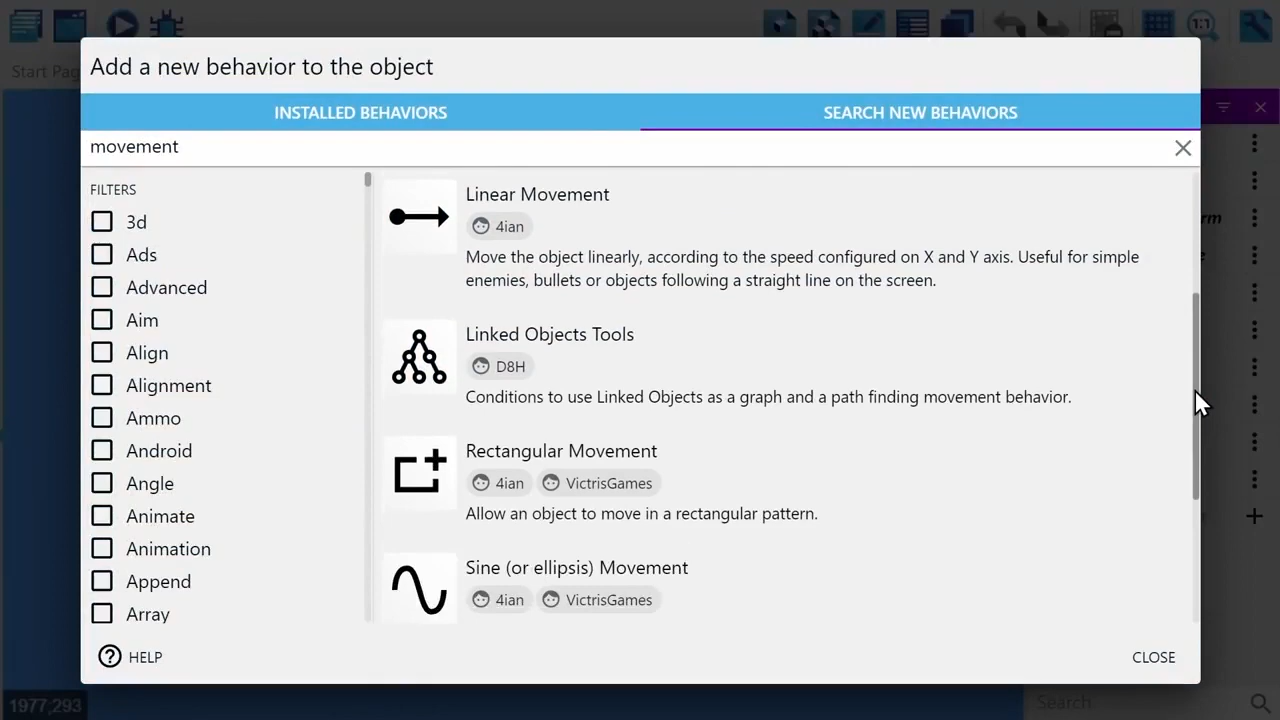 1:1
Start Pag
Add a new behavior to the object
INSTALLED BEHAVIORS
SEARCH NEW BEHAVIORS
movement
FILTERS
3d
Ads
Advanced
Aim
Align
Alignment
Ammo
Android
Angle
Animate
Animation
Append
Array
Linear Movement
4ian
Move the object linearly, according to the speed configured on X and Y axis. Useful for simple
enemies, bullets or objects following a straight line on the screen.
Linked Objects Tools
D8H
Conditions to use Linked Objects as a graph and a path finding movement behavior.
Rectangular Movement
4ian VictrisGames
Allow an object to move in a rectangular pattern.
Sine (or ellipsis) Movement
4ian VictrisGames
HELP
CLOSE
rm
1977;293
Search